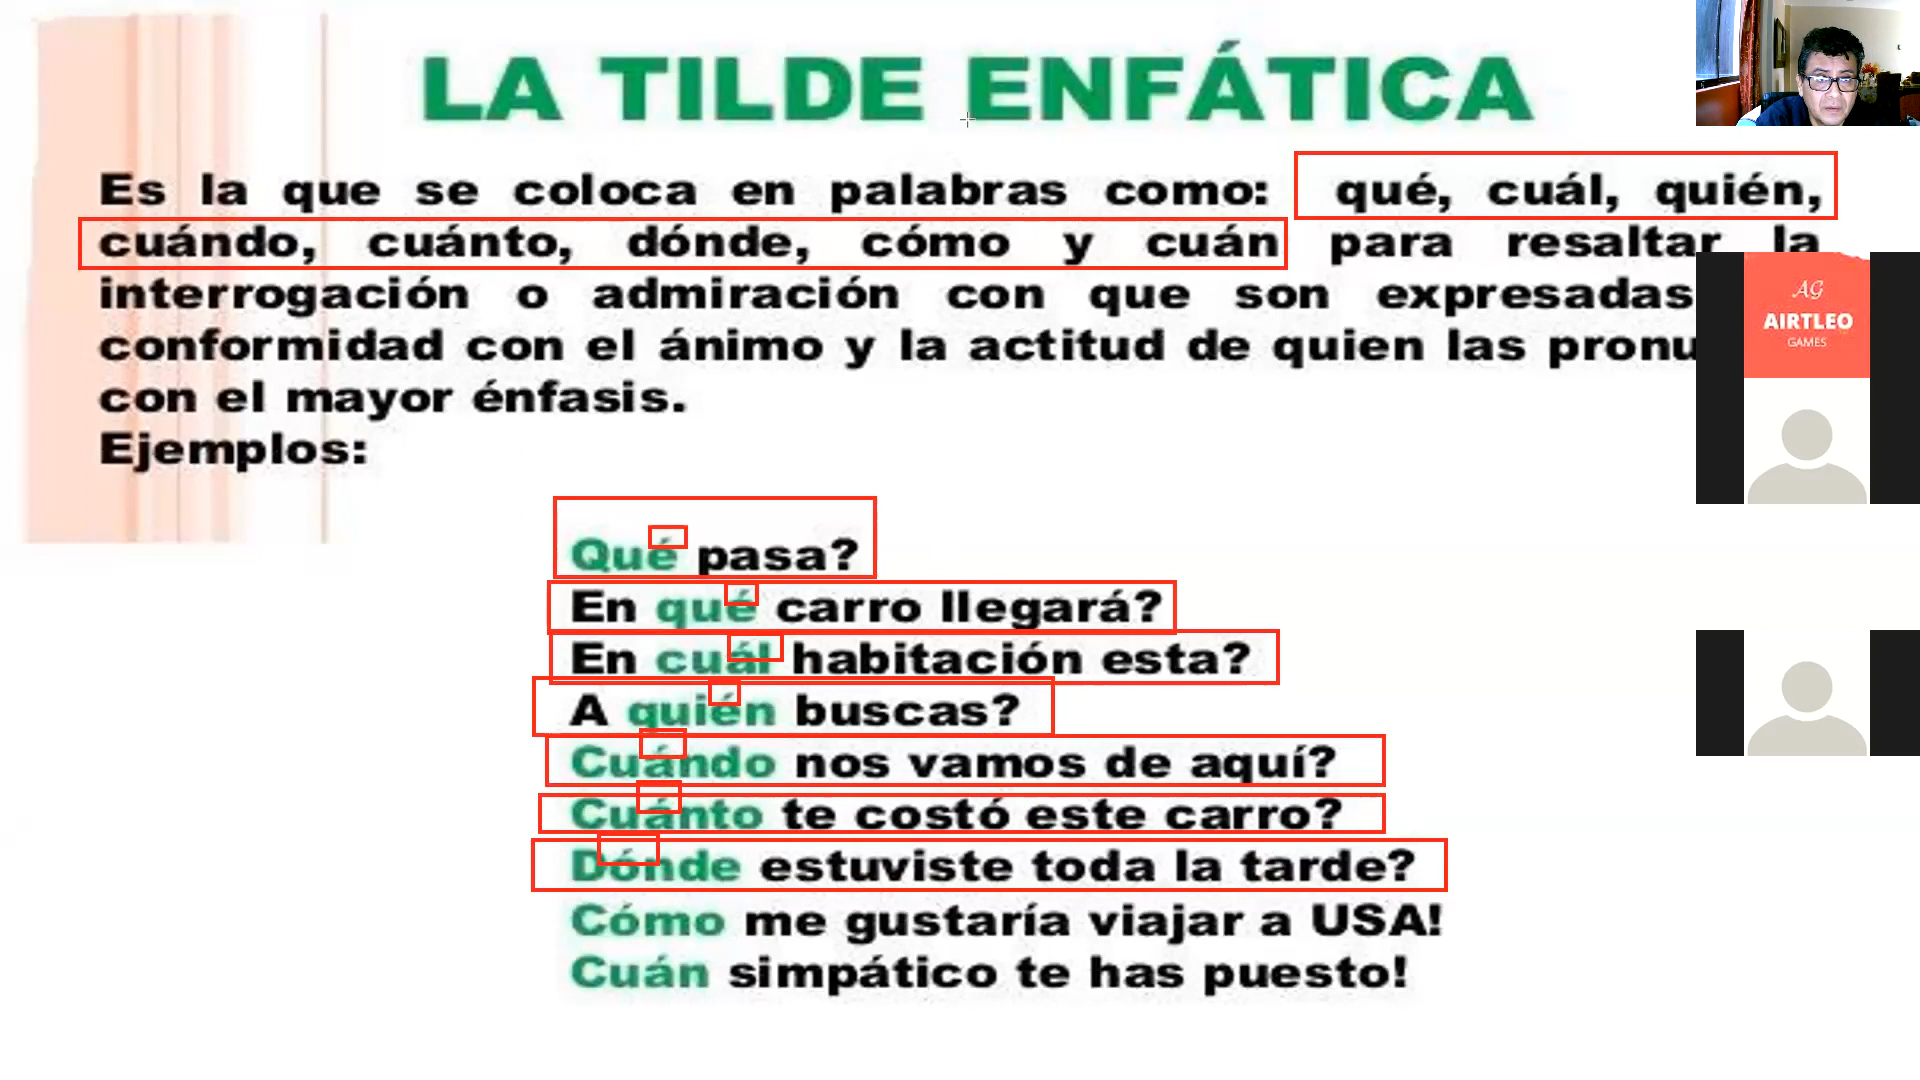 LA TILDE ENFÁTICA
Es la que se coloca en palabras como: qué, cuál, quién,
cuándo, cuánto, dónde, cómo y cuán para resaltar la
interrogación o admiración con que son expresadas
conformidad con el ánimo y la actitud de quien las
con el mayor énfasis.
Ejemplos:
Qué pasa?
En qué carro llegará?
En cuál habitación esta?
A quién buscas?
Cuándo nos vamos de aquí?
Cuánto te costó este carro?
Dónde estuviste toda la tarde?
Cómo me gustaría viajar a USA!
Cuán simpático te has puesto!
AG
AIRTLEO
GAMES